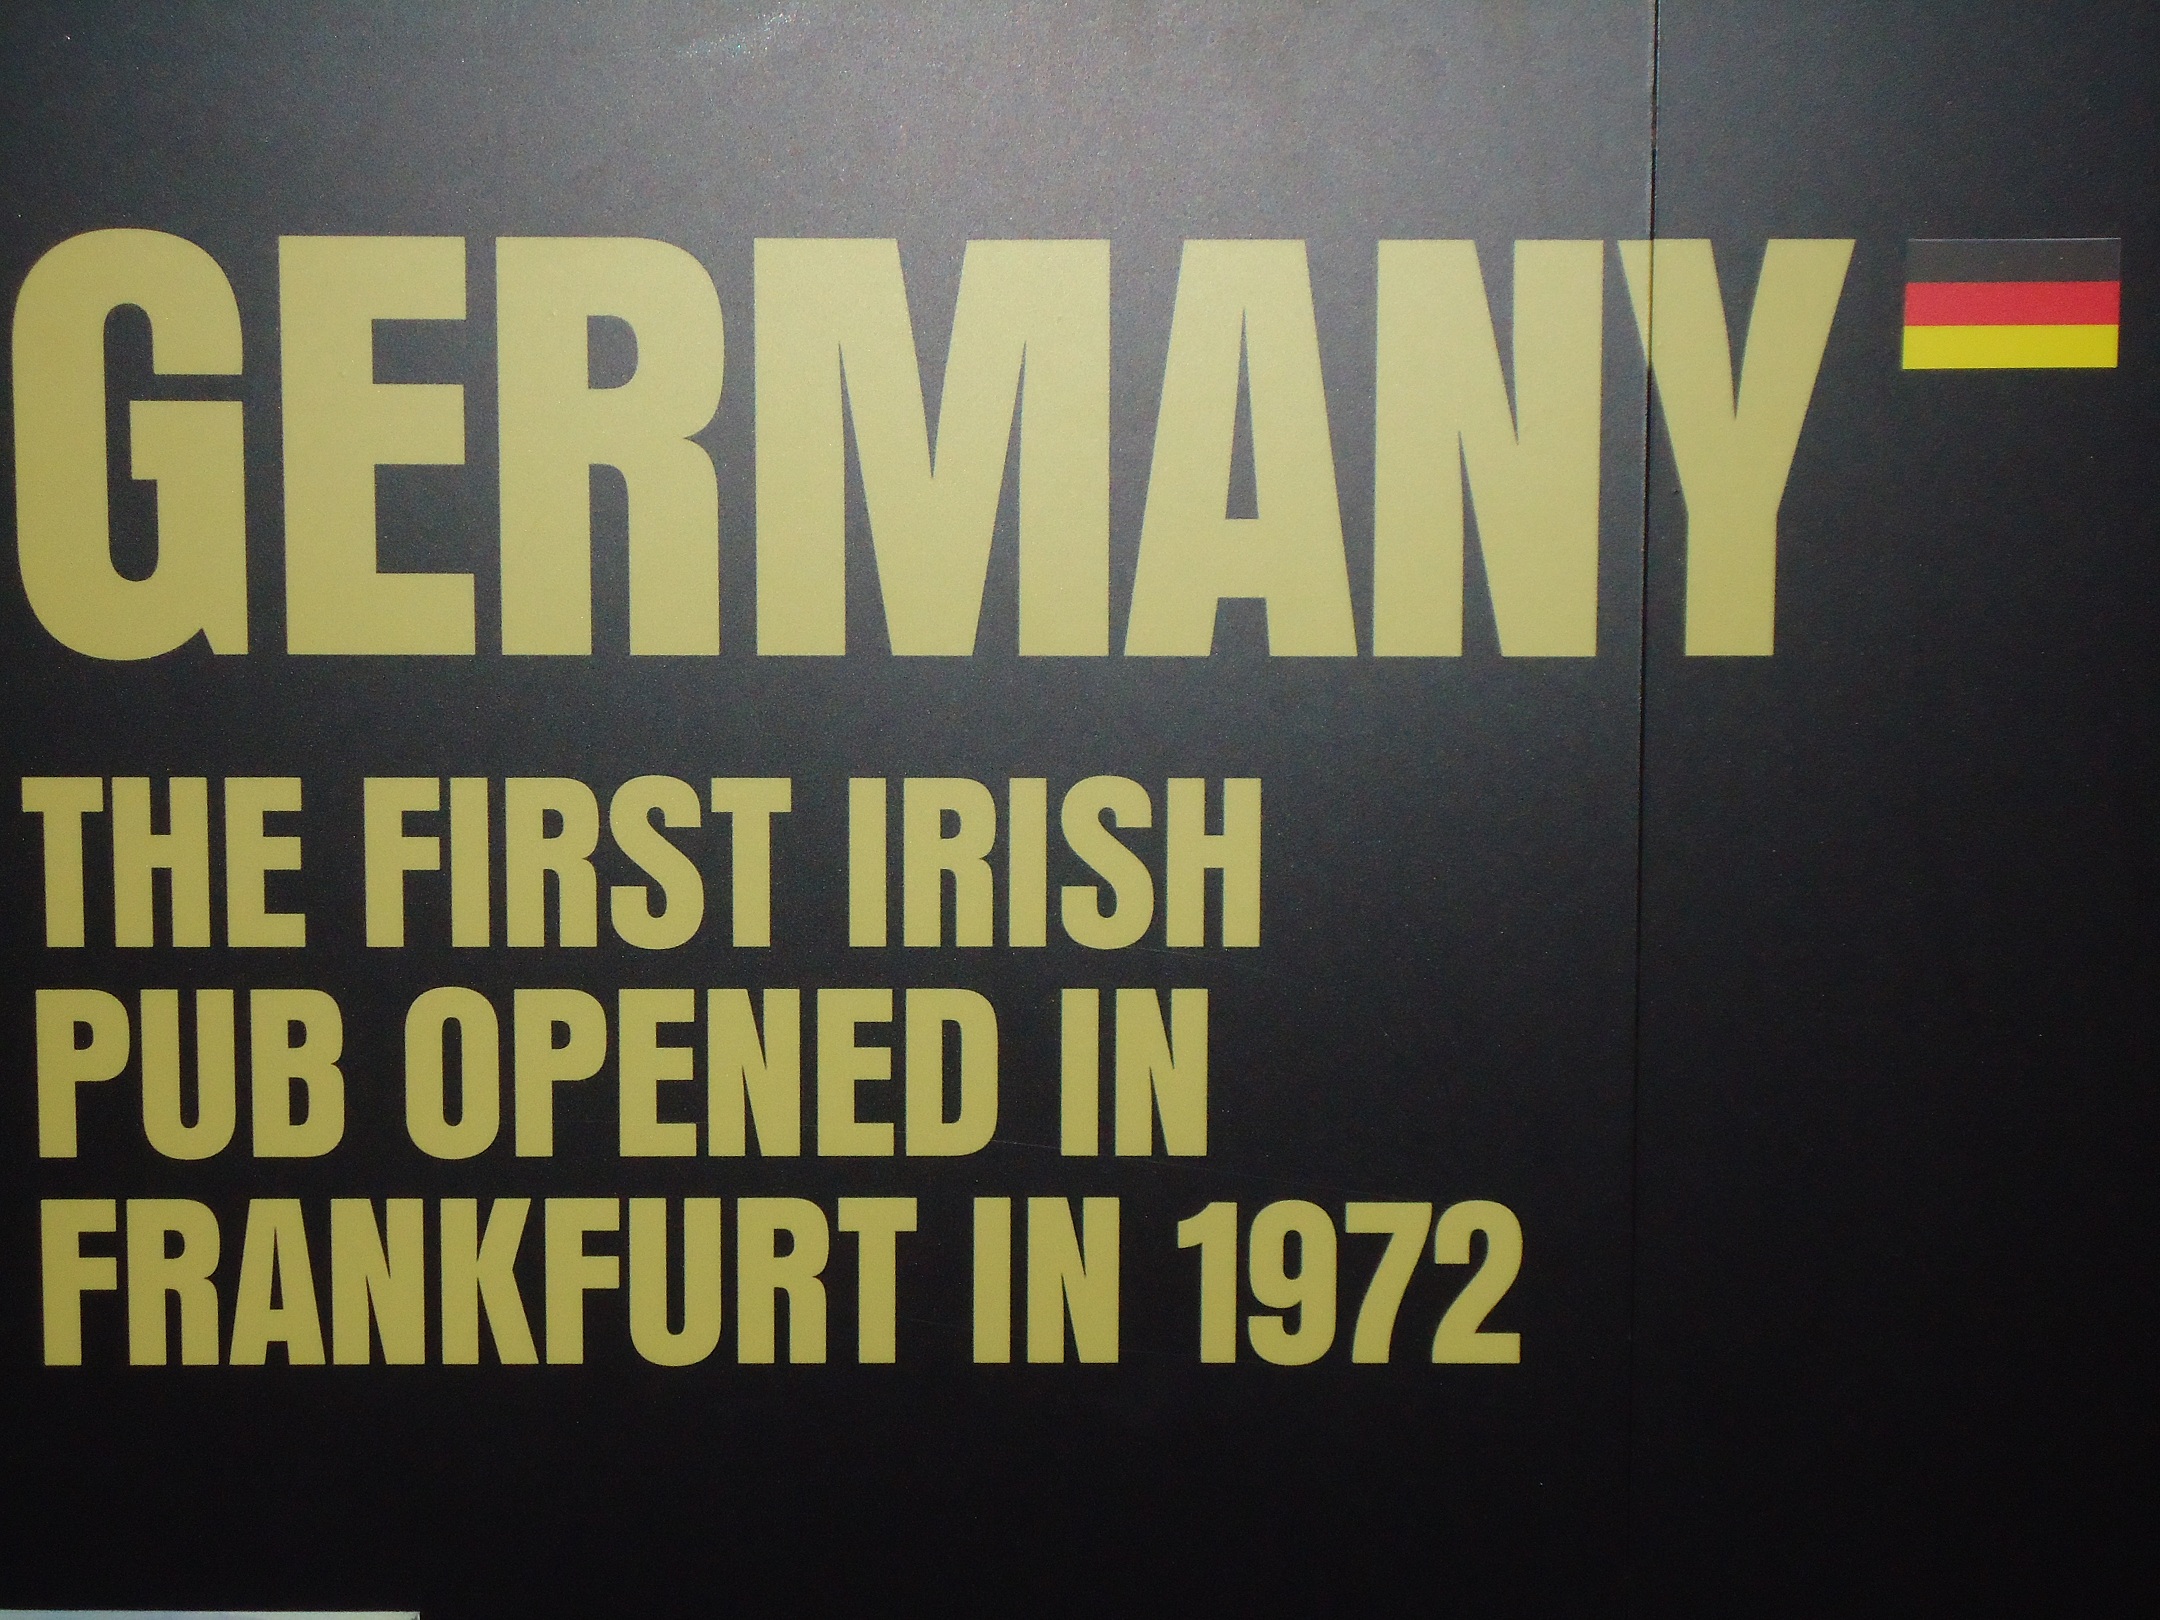 GERMANY
THE FIRST IRISH
PUB OPENED IN
FRANKFURT IN 1972